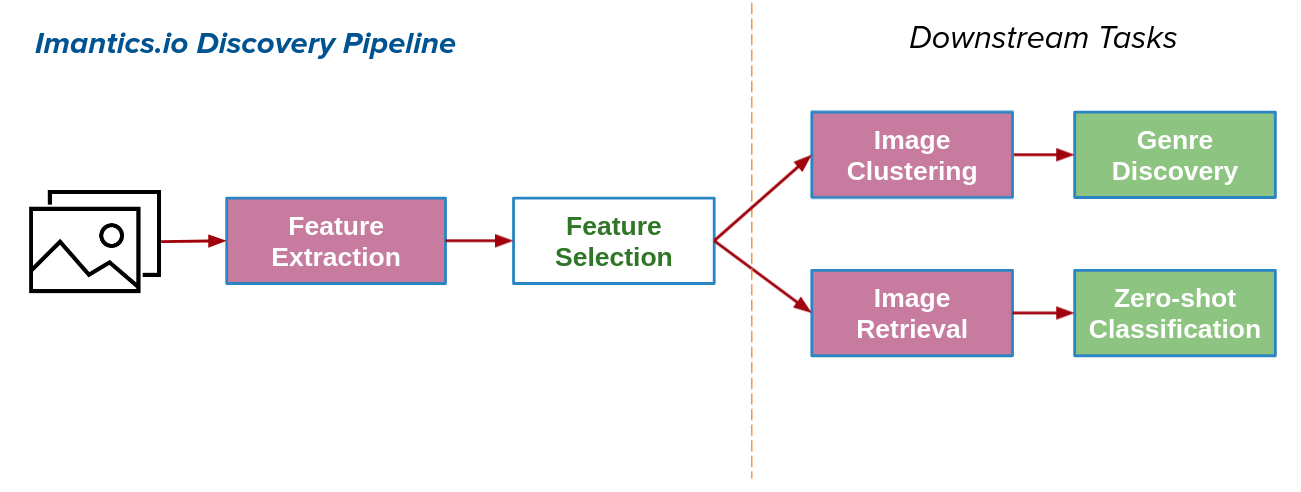 Imantics.io Discovery Pipeline
Downstream Tasks
Feature
Extraction
Feature
Selection
Image
Clustering
Genre
Discovery
Image
Retrieval
Zero-shot
Classification